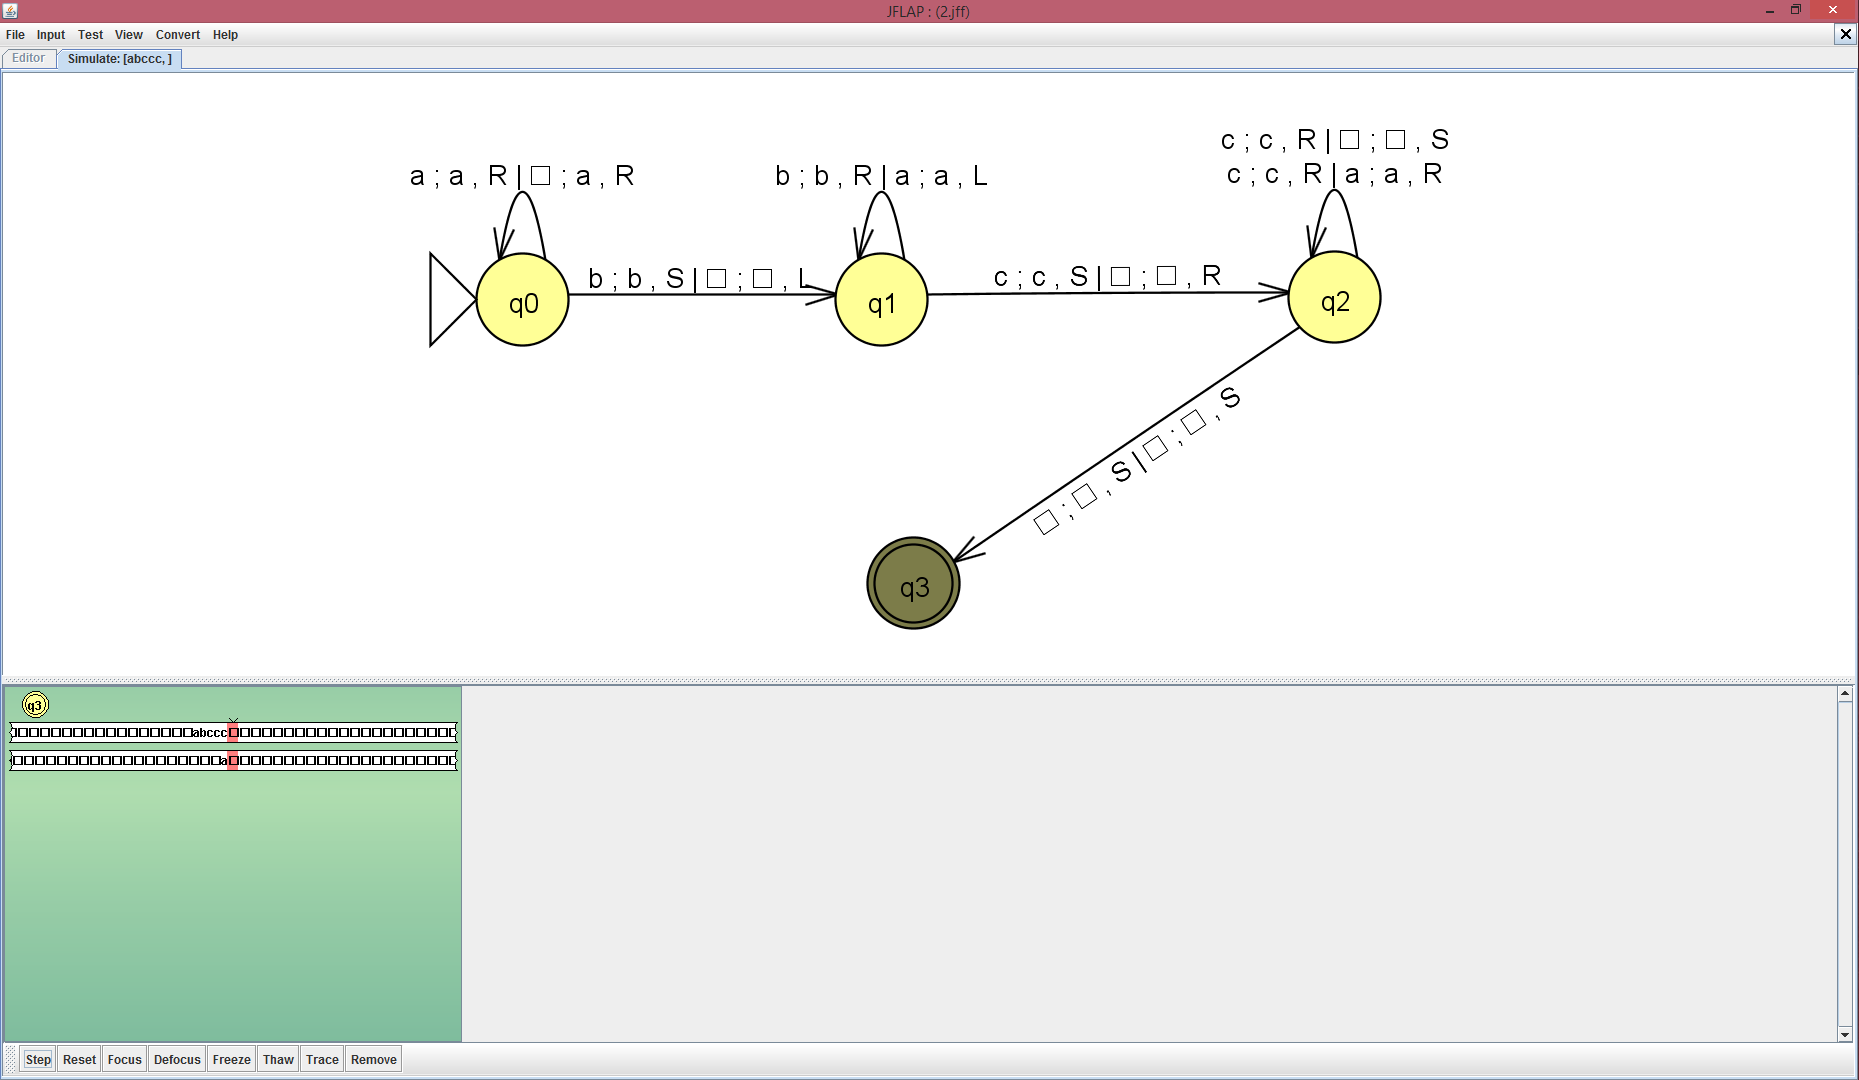 JFLAP : (2.jff)
File Input Test View Convert Help
Editor Simulate: [abccc, ]
c ; c , R | □ ; □ , S
a ; a , R | □ ; a , R
b ; b , R | a ; a , L
c ; c , R | a ; a , R
b ; b , S | □ ; □ , L
c ; c , S | □ ; □ , R
q0
q1
q2
□ ; □ , S | □ ; □ , S
q3
q3
abccc
a
Step Reset Focus Defocus Freeze Thaw Trace Remove